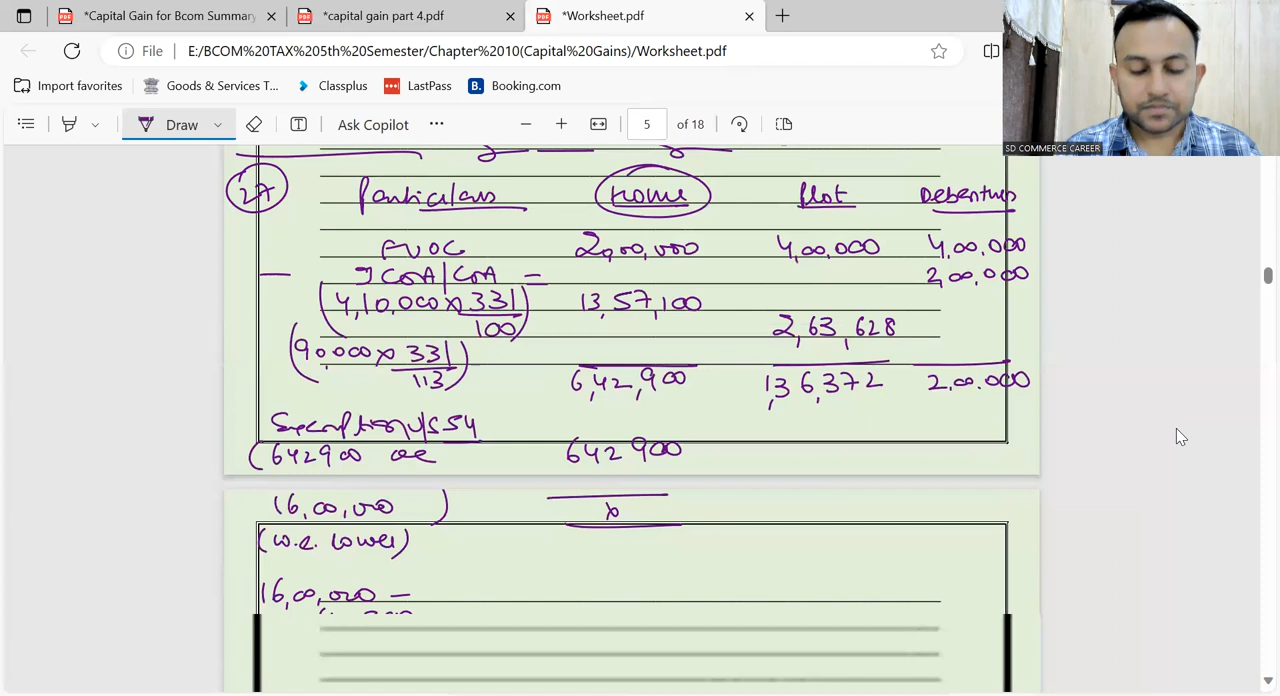 *Capital Gain for Bcom Summary
*capital gain part 4.pdf
*Worksheet.pdf
File E:/BCOM%20TAX%205th%20Semester/Chapter%2010(Capital%20Gains)/Worksheet.pdf
Import favorites Goods & Services T... Classplus LastPass Booking.com
Draw Ask Copilot 5 of 18
SD COMMERCE CAREER
27 Particulars Home Plot Debentures
FVOC 2,00,000 4,00,000 4,00,000
ICOA/COA = 2,00,000
(4,10,000 × 331/100) 13,57,100
2,63,628
(90,000 × 331/113)
6,42,900 1,36,372 2,00,000
Exemption u/s 54
(642900 or 642900
16,00,000) x
(w.e. lower)
16,00,000 –